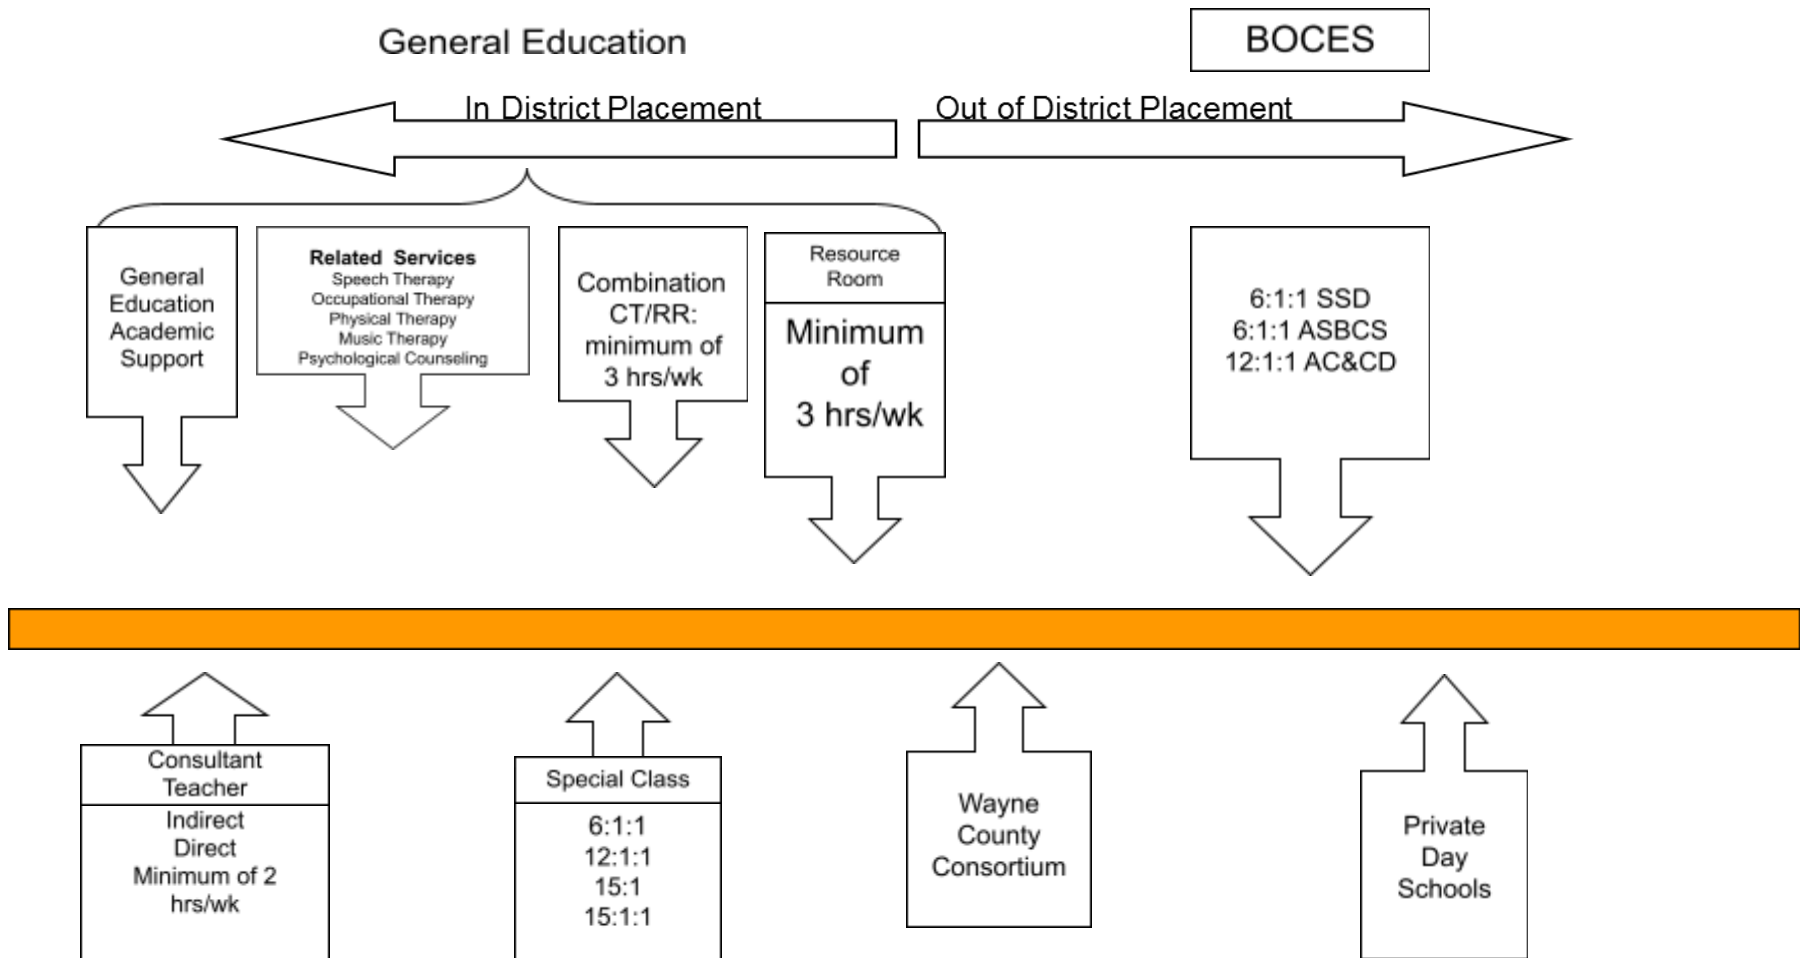 General Education
BOCES
In District Placement
Out of District Placement
General
Education
Academic
Support
Related Services
Speech Therapy
Occupational Therapy
Physical Therapy
Music Therapy
Psychological Counseling
Combination
CT/RR:
minimum of
3 hrs/wk
Resource
Room
Minimum
of
3 hrs/wk
6:1:1 SSD
6:1:1 ASBCS
12:1:1 AC&CD
Consultant
Teacher
Indirect
Direct
Minimum of 2
hrs/wk
Special Class
6:1:1
12:1:1
15:1
15:1:1
Wayne
County
Consortium
Private
Day
Schools